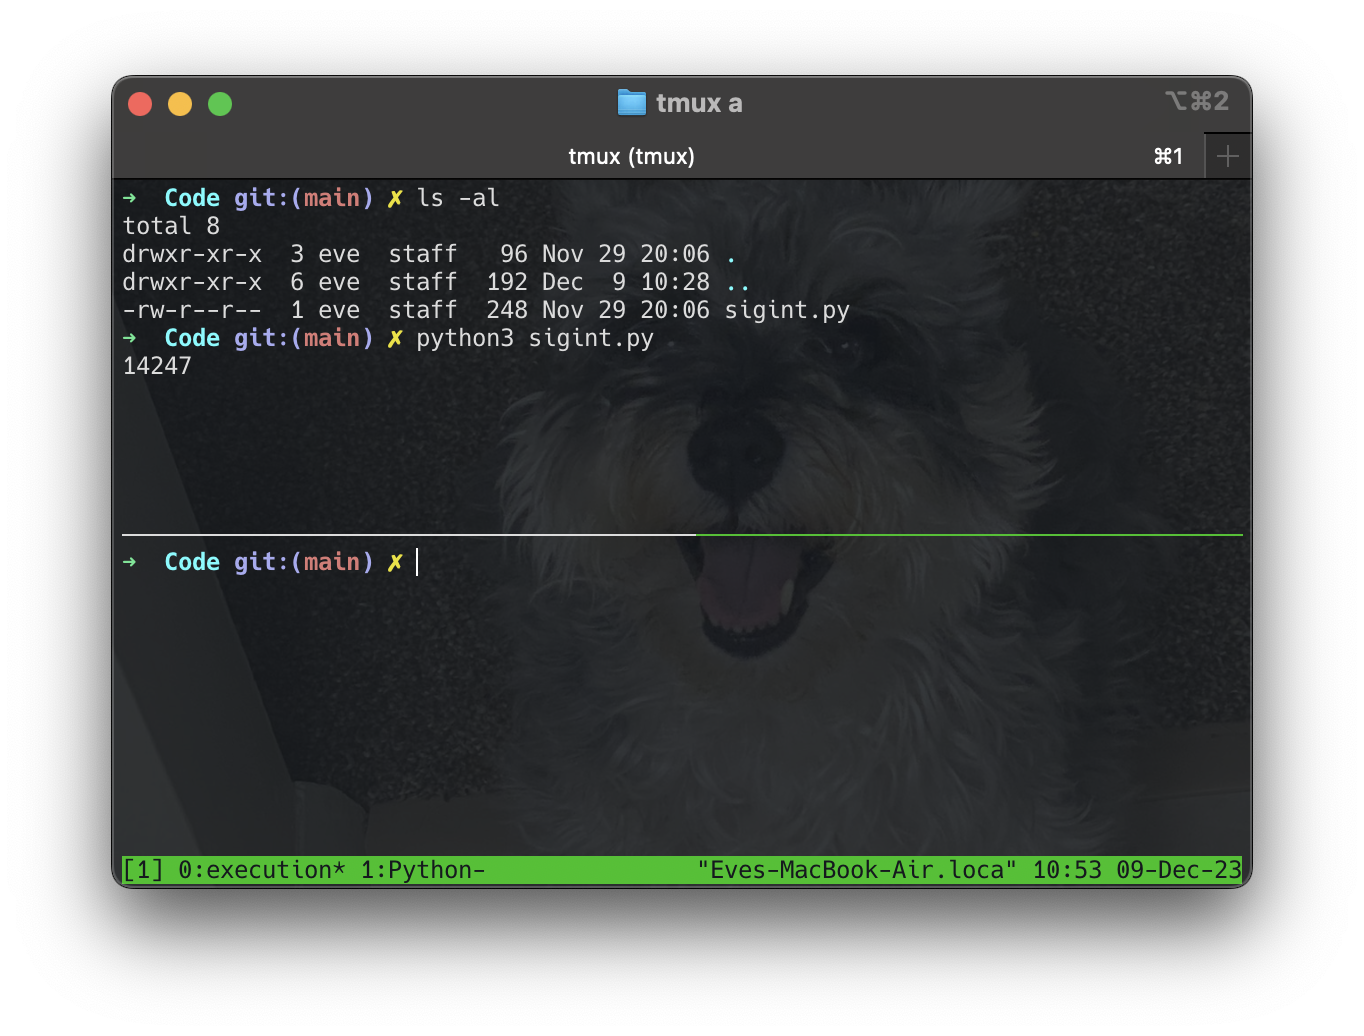 tmux a
⌥⌘2
tmux (tmux)
⌘1
+
→ Code git:(main) ✗ ls -al
total 8
drwxr-xr-x 3 eve staff 96 Nov 29 20:06 .
drwxr-xr-x 6 eve staff 192 Dec 9 10:28 ..
-rw-r--r-- 1 eve staff 248 Nov 29 20:06 sigint.py
→ Code git:(main) ✗ python3 sigint.py
14247
→ Code git:(main) ✗
[1] 0:execution* 1:Python- "Eves-MacBook-Air.loca" 10:53 09-Dec-23